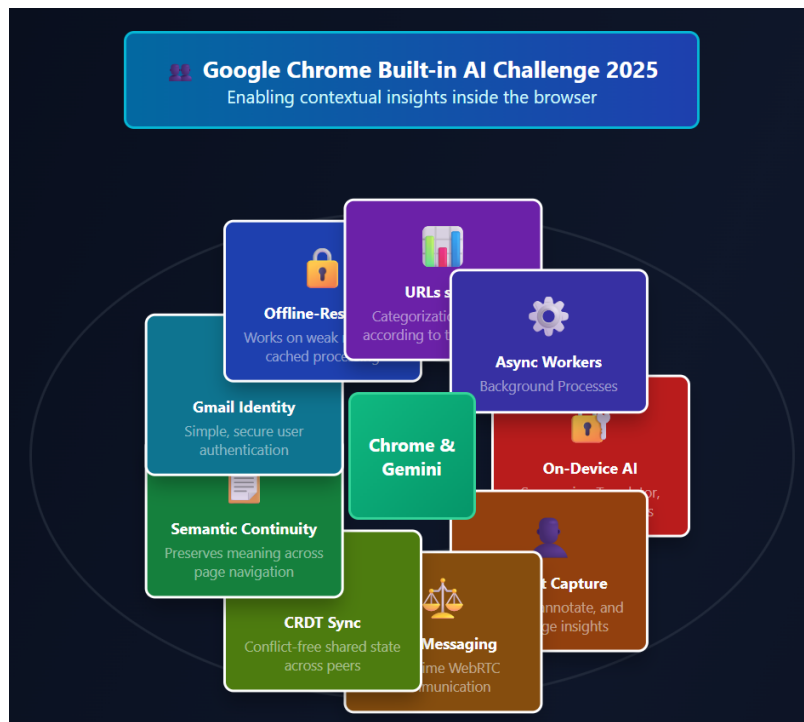 Google Chrome Built-in AI Challenge 2025
Enabling contextual insights inside the browser
URLs s
Categorizatio
according to t
Offline-Res
Works on weak
cached proce
Async Workers
Background Processes
Gmail Identity
Simple, secure user
authentication
Chrome &
Gemini
On-Device AI
Semantic Continuity
Preserves meaning across
page navigation
t Capture
annotate, and
ge insights
CRDT Sync
Conflict-free shared state
across peers
Messaging
ime WebRTC
munication